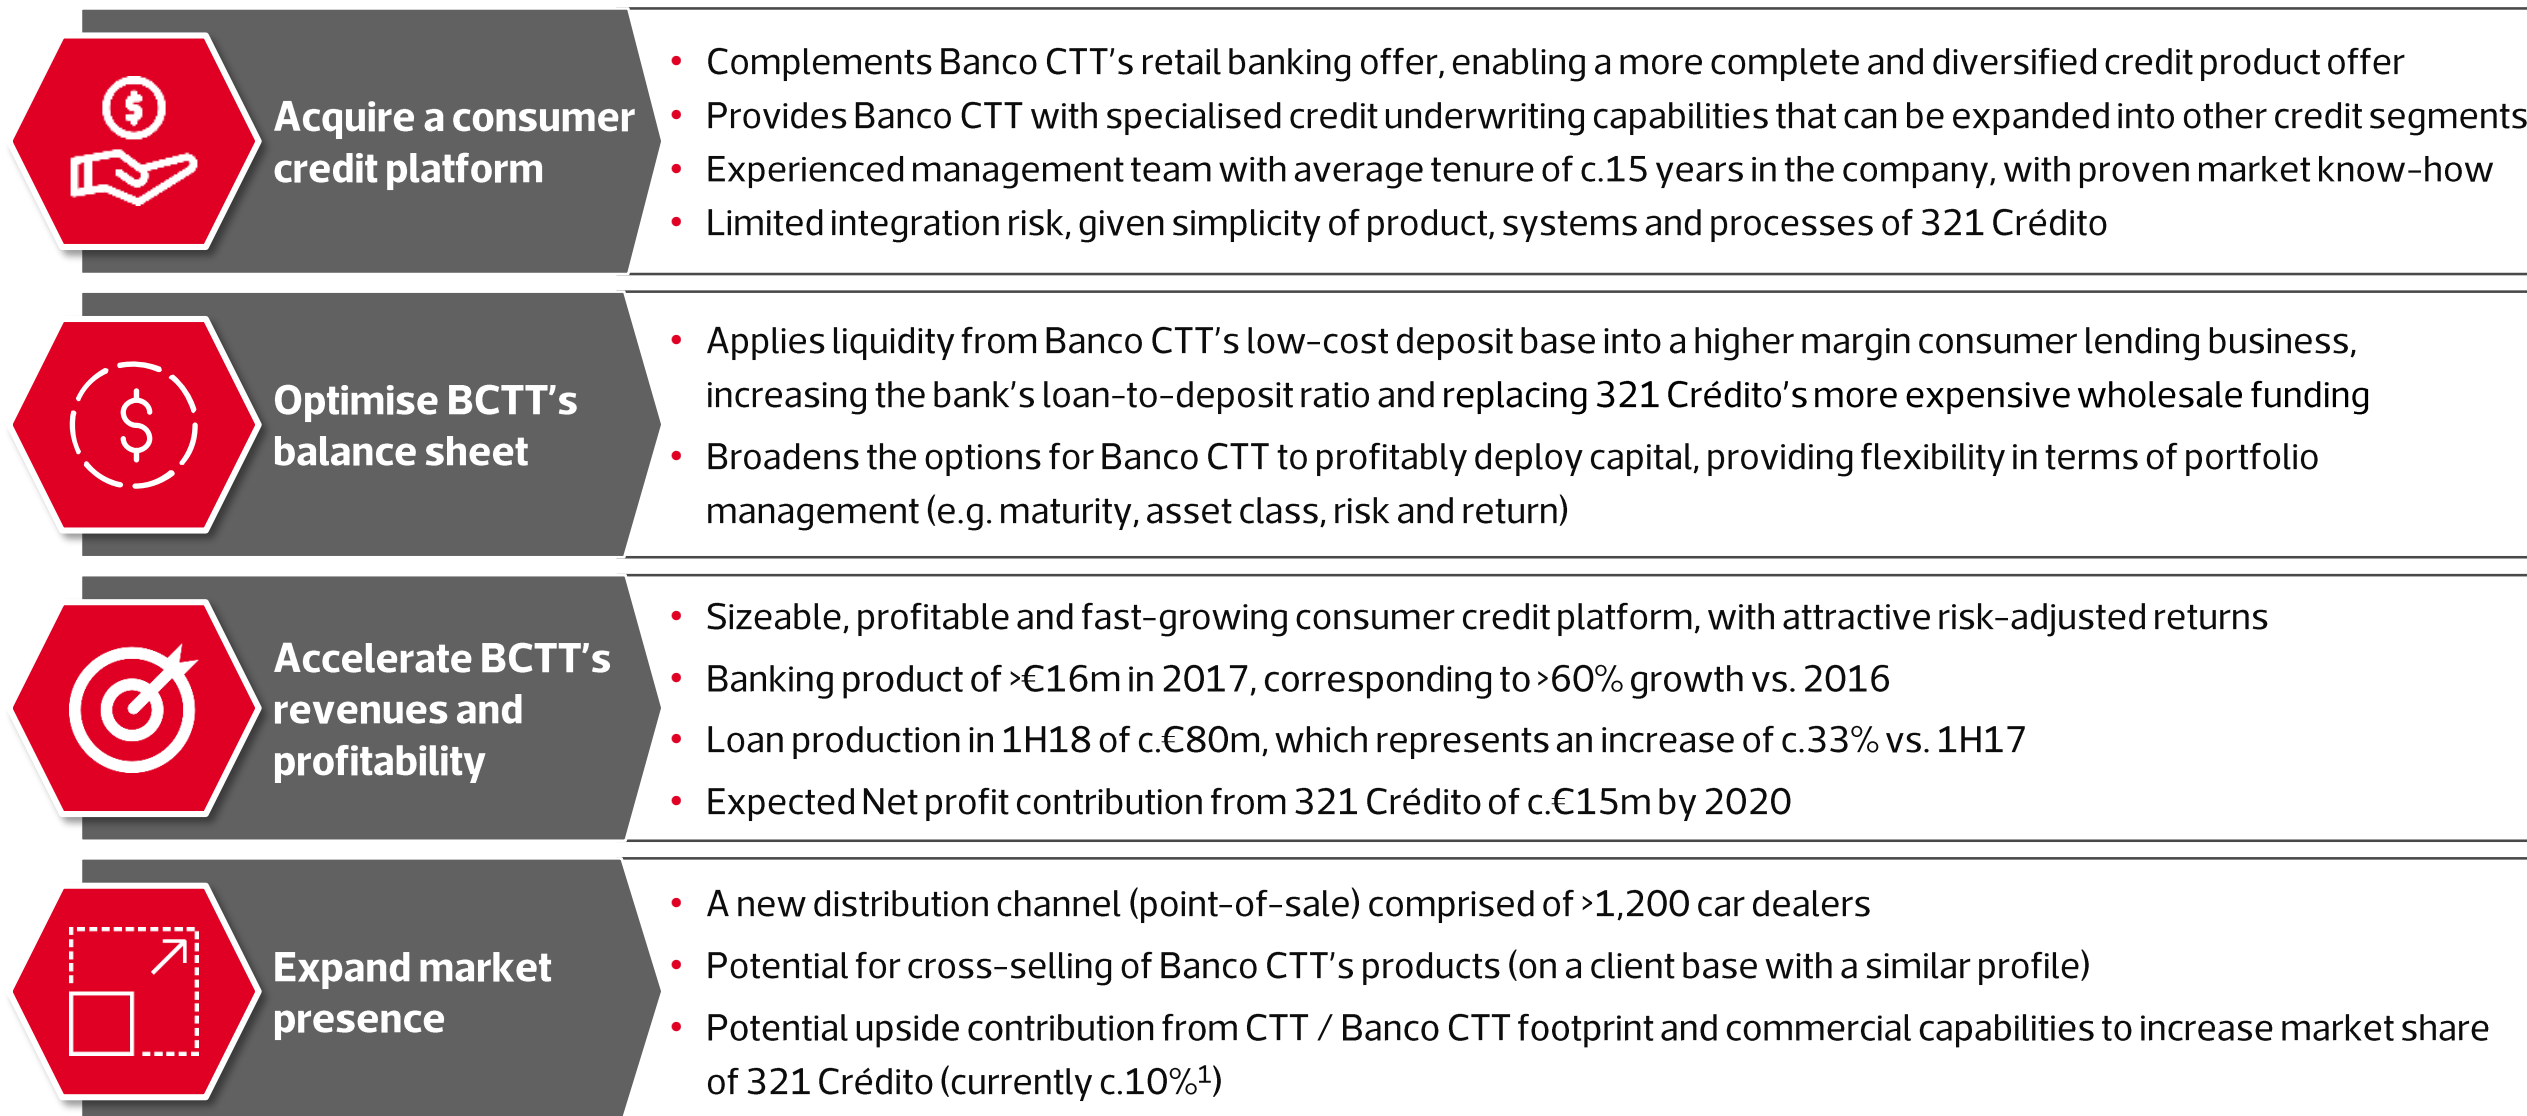 Acquire a consumer
credit platform
• Complements Banco CTT's retail banking offer, enabling a more complete and diversified credit product offer
• Provides Banco CTT with specialised credit underwriting capabilities that can be expanded into other credit segments
• Experienced management team with average tenure of c.15 years in the company, with proven market know-how
• Limited integration risk, given simplicity of product, systems and processes of 321 Crédito
Optimise BCTT's
balance sheet
• Applies liquidity from Banco CTT's low-cost deposit base into a higher margin consumer lending business,
increasing the bank's loan-to-deposit ratio and replacing 321 Crédito's more expensive wholesale funding
• Broadens the options for Banco CTT to profitably deploy capital, providing flexibility in terms of portfolio
management (e.g. maturity, asset class, risk and return)
Accelerate BCTT's
revenues and
profitability
• Sizeable, profitable and fast-growing consumer credit platform, with attractive risk-adjusted returns
• Banking product of >€16m in 2017, corresponding to >60% growth vs. 2016
• Loan production in 1H18 of c.€80m, which represents an increase of c.33% vs. 1H17
• Expected Net profit contribution from 321 Crédito of c.€15m by 2020
Expand market
presence
• A new distribution channel (point-of-sale) comprised of >1,200 car dealers
• Potential for cross-selling of Banco CTT's products (on a client base with a similar profile)
• Potential upside contribution from CTT / Banco CTT footprint and commercial capabilities to increase market share
of 321 Crédito (currently c.10%¹)